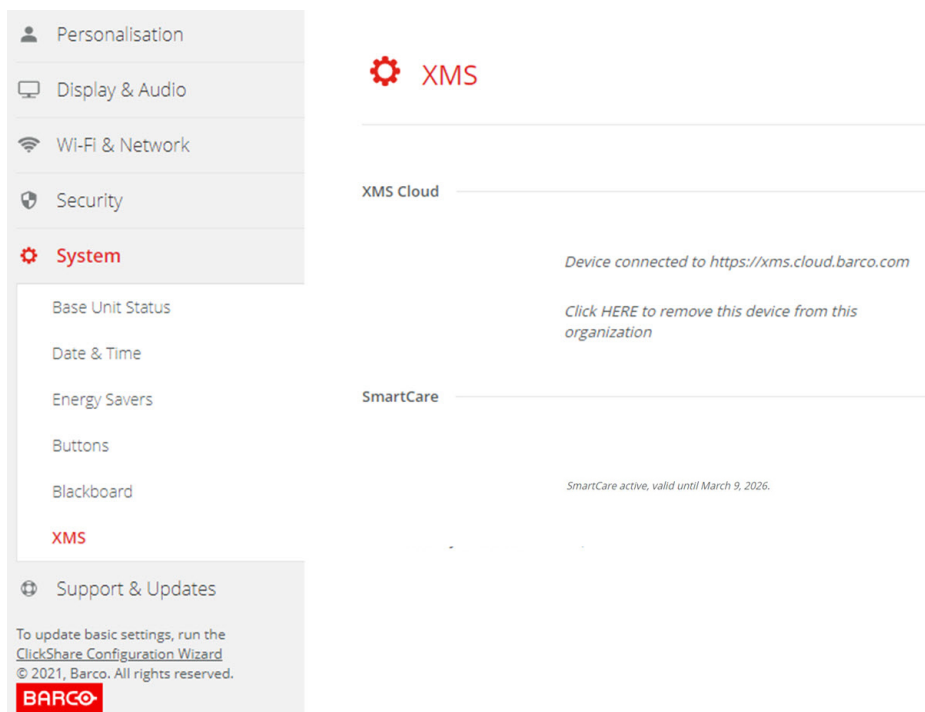 Personalisation
Display & Audio
Wi-Fi & Network
Security
System
Base Unit Status
Date & Time
Energy Savers
Buttons
Blackboard
XMS
Support & Updates
To update basic settings, run the
ClickShare Configuration Wizard
© 2021, Barco. All rights reserved.
BARCO
XMS
XMS Cloud
Device connected to https://xms.cloud.barco.com
Click HERE to remove this device from this
organization
SmartCare
SmartCare active, valid until March 9, 2026.